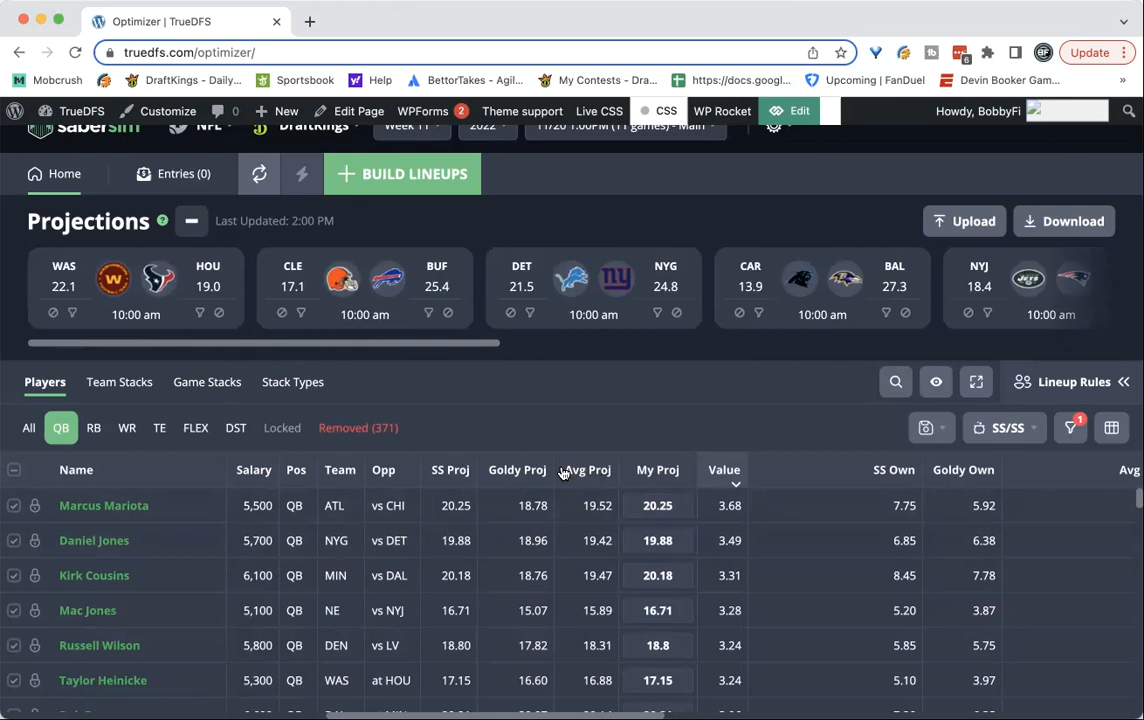 Optimizer | TrueDFS
truedfs.com/optimizer/
Update
Mobcrush
DraftKings - Daily...
Sportsbook
Help
BettorTakes - Agil...
My Contests - Dra...
https://docs.googl...
Upcoming | FanDuel
Devin Booker Gam...
»
TrueDFS
Customize
0
New
Edit Page
WPForms 2
Theme support
Live CSS
CSS
WP Rocket
Edit
Howdy, BobbyFi
sabersim
NFL
DraftKings
Week 11
2022
11/20 1:00PM (11 games) - Main
Home
Entries (0)
+ BUILD LINEUPS
Projections ?
Last Updated: 2:00 PM
Upload
Download
WAS HOU CLE BUF DET NYG CAR BAL NYJ
22.1 19.0 17.1 25.4 21.5 24.8 13.9 27.3 18.4
10:00 am 10:00 am 10:00 am 10:00 am 10:00 am
Players Team Stacks Game Stacks Stack Types
Lineup Rules
All QB RB WR TE FLEX DST Locked Removed (371)
SS/SS
1
Name Salary Pos Team Opp SS Proj Goldy Proj Avg Proj My Proj Value SS Own Goldy Own Avg
Marcus Mariota 5,500 QB ATL vs CHI 20.25 18.78 19.52 20.25 3.68 7.75 5.92
Daniel Jones 5,700 QB NYG vs DET 19.88 18.96 19.42 19.88 3.49 6.85 6.38
Kirk Cousins 6,100 QB MIN vs DAL 20.18 18.76 19.47 20.18 3.31 8.45 7.78
Mac Jones 5,100 QB NE vs NYJ 16.71 15.07 15.89 16.71 3.28 5.20 3.87
Russell Wilson 5,800 QB DEN vs LV 18.80 17.82 18.31 18.8 3.24 5.85 5.75
Taylor Heinicke 5,300 QB WAS at HOU 17.15 16.60 16.88 17.15 3.24 5.10 3.97